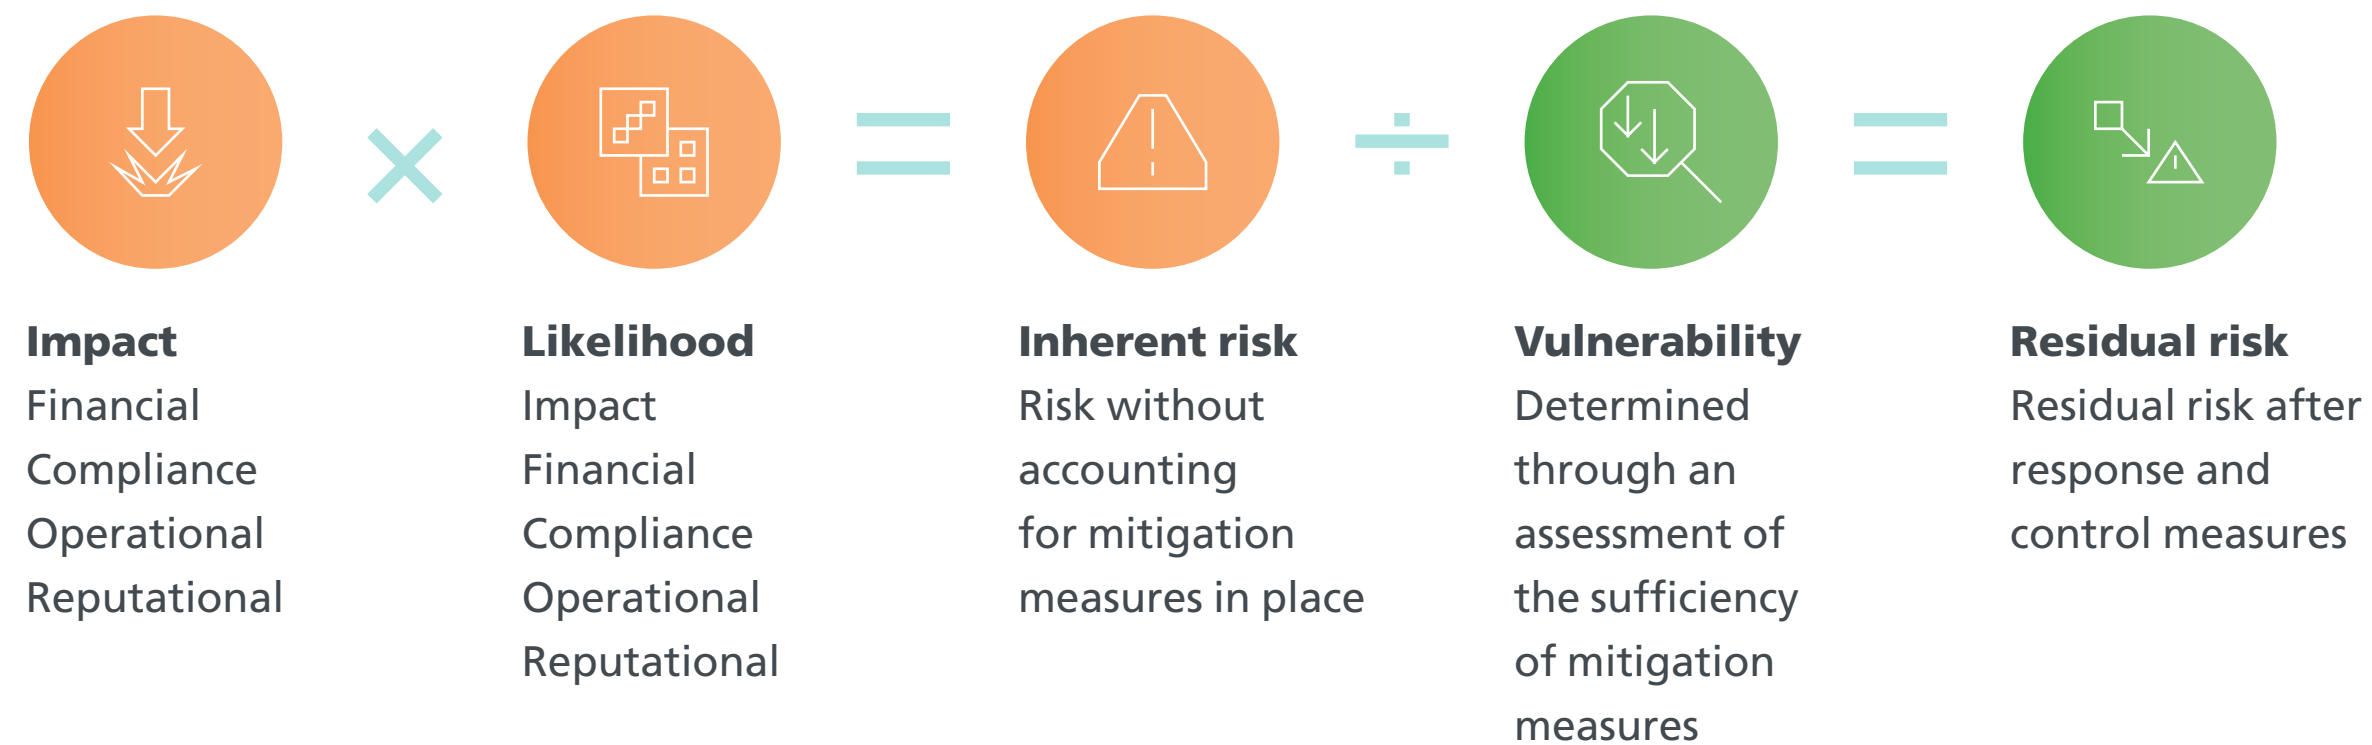 Impact
Financial
Compliance
Operational
Reputational
Likelihood
Impact
Financial
Compliance
Operational
Reputational
Inherent risk
Risk without
accounting
for mitigation
measures in place
Vulnerability
Determined
through an
assessment of
the sufficiency
of mitigation
measures
Residual risk
Residual risk after
response and
control measures